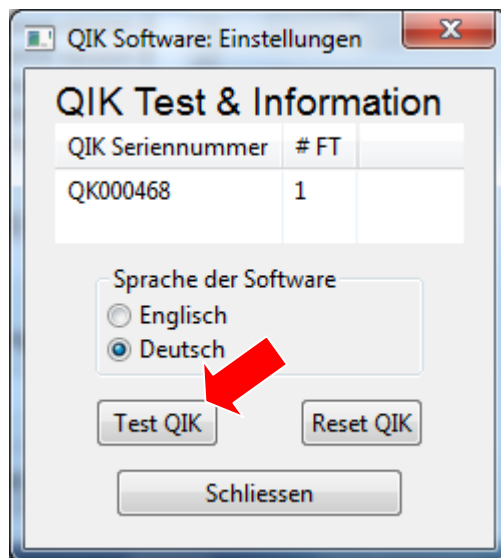 QIK Software: Einstellungen
QIK Test & Information
QIK Seriennummer # FT
QK000468 1
Sprache der Software
Englisch
Deutsch
Test QIK Reset QIK
Schliessen